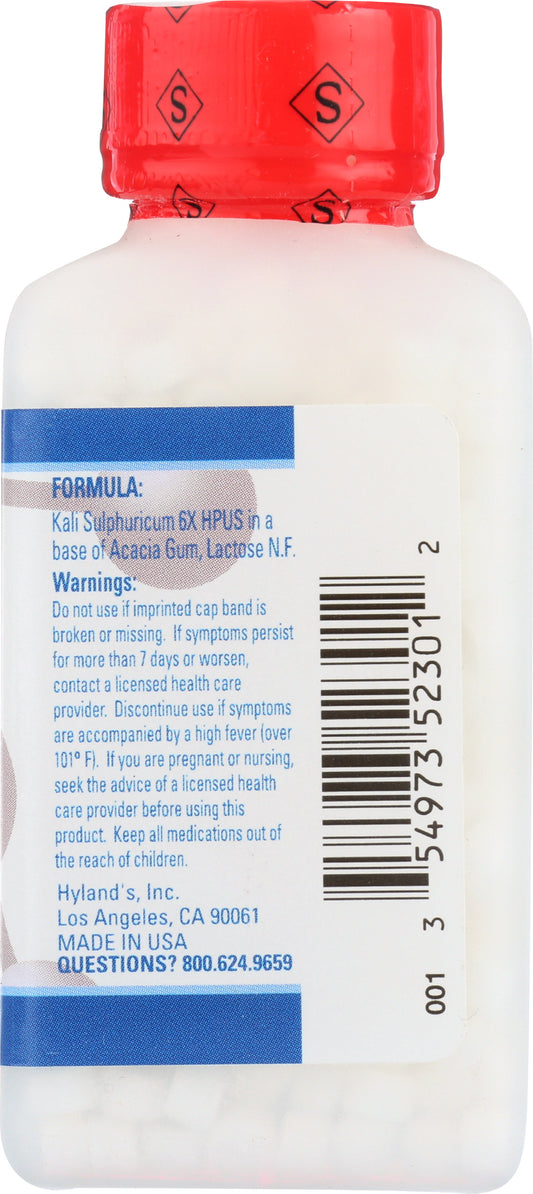 S S
S S
FORMULA:
Kali Sulphuricum 6X HPUS in a
base of Acacia Gum, Lactose N.F.
Warnings:
Do not use if imprinted cap band is
broken or missing. If symptoms persist
for more than 7 days or worsen,
contact a licensed health care
provider. Discontinue use if symptoms
are accompanied by a high fever (over
101º F). If you are pregnant or nursing,
seek the advice of a licensed health
care provider before using this
product. Keep all medications out of
the reach of children.
Hyland's, Inc.
Los Angeles, CA 90061
MADE IN USA
QUESTIONS? 800.624.9659
3 54973 52301 2
001